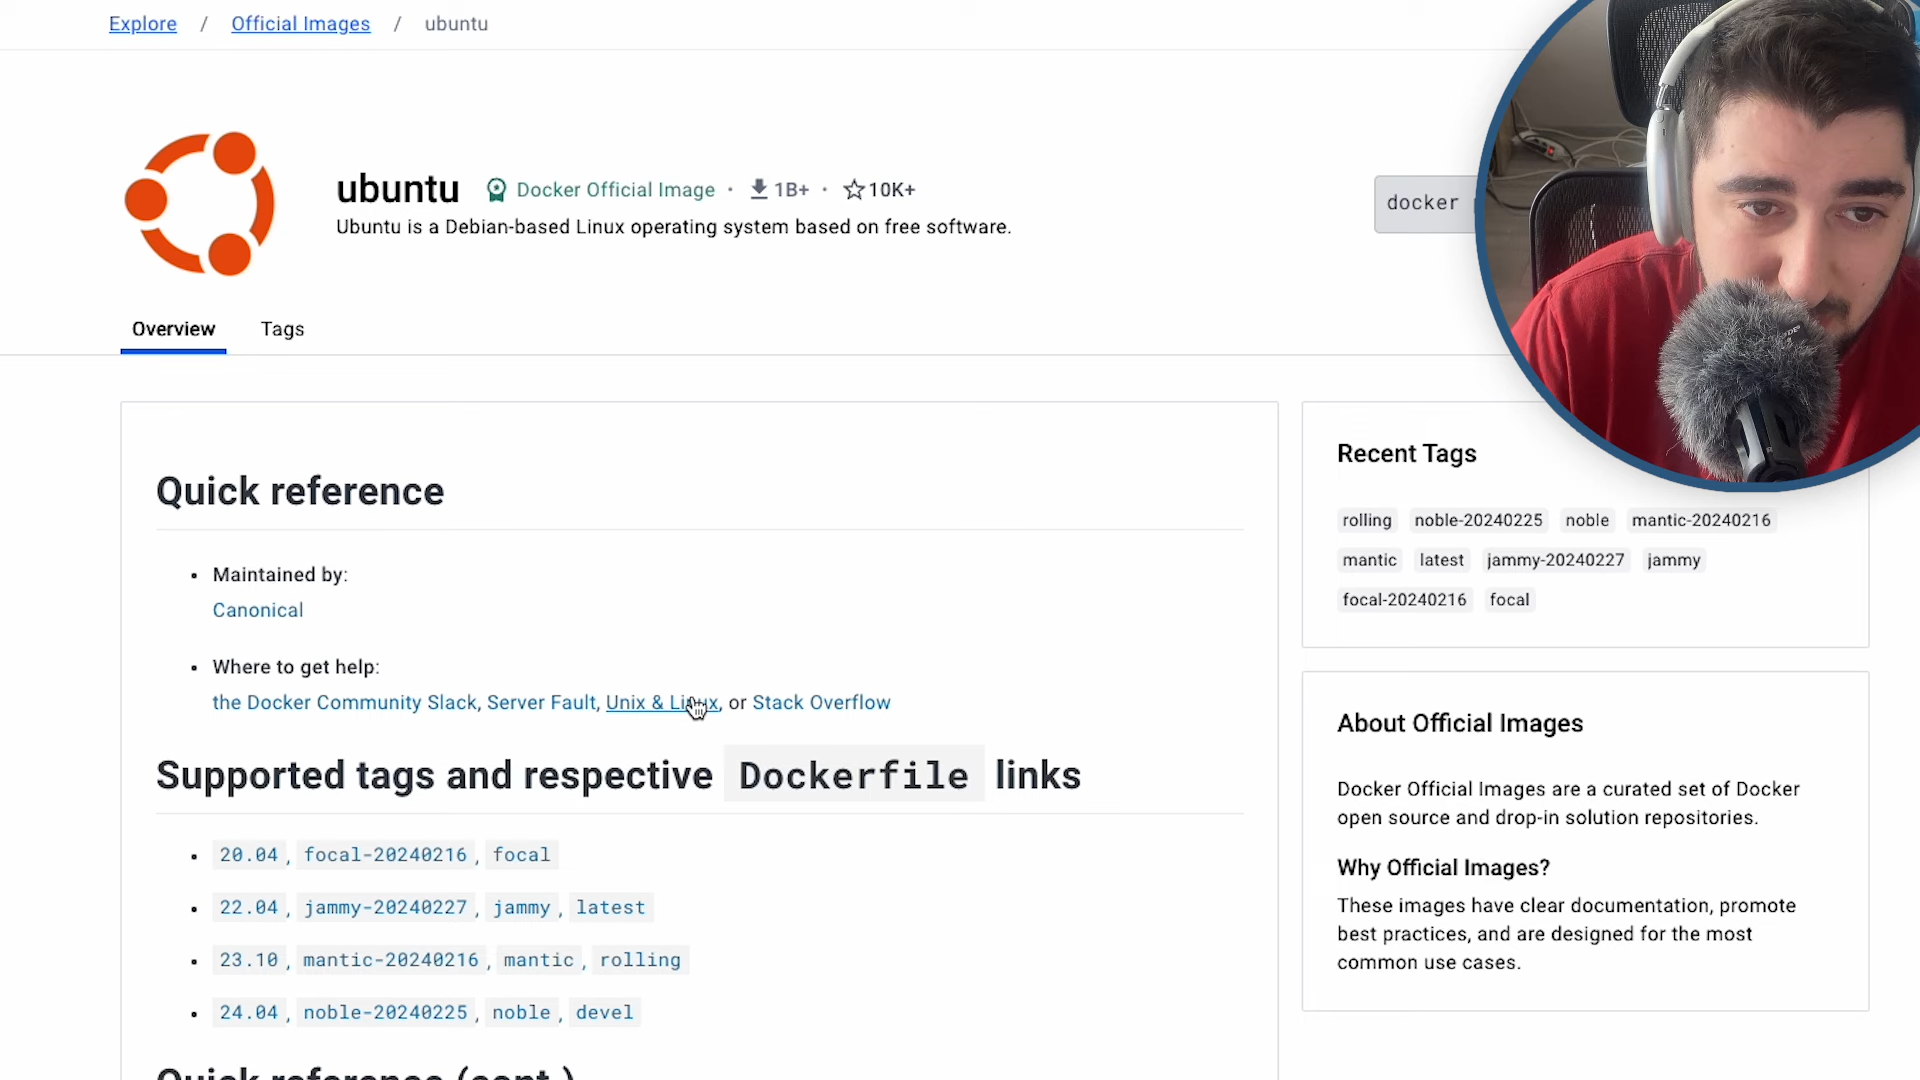 Explore / Official Images / ubuntu
ubuntu Docker Official Image · 1B+ · 10K+
Ubuntu is a Debian-based Linux operating system based on free software.
docker
Overview Tags
Quick reference
• Maintained by:
Canonical
• Where to get help:
the Docker Community Slack, Server Fault, Unix & Linux, or Stack Overflow
Supported tags and respective Dockerfile links
• 20.04, focal-20240216, focal
• 22.04, jammy-20240227, jammy, latest
• 23.10, mantic-20240216, mantic, rolling
• 24.04, noble-20240225, noble, devel
Quick reference (cont.)
Recent Tags
rolling noble-20240225 noble mantic-20240216
mantic latest jammy-20240227 jammy
focal-20240216 focal
About Official Images
Docker Official Images are a curated set of Docker
open source and drop-in solution repositories.
Why Official Images?
These images have clear documentation, promote
best practices, and are designed for the most
common use cases.